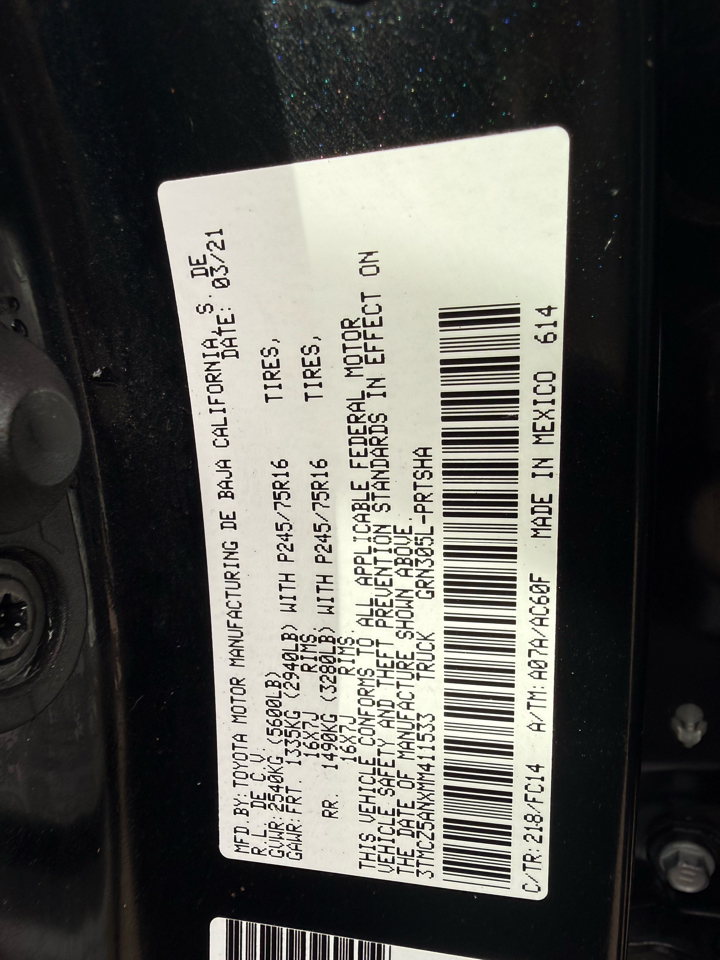 MFD.BY:TOYOTA MOTOR MANUFACTURING DE BAJA CALIFORNIA,S. DE
R.L. DE C.V. DATE: 03/21
GVWR:2540KG (5600LB)
GAWR:FRT. 1335KG (2940LB) WITH P245/75R16 TIRES,
16X7J RIMS.
RR. 1490KG (3280LB) WITH P245/75R16 TIRES,
16X7J RIMS.
THIS VEHICLE CONFORMS TO ALL APPLICABLE FEDERAL MOTOR
VEHICLE SAFETY AND THEFT PREVENTION STANDARDS IN EFFECT ON
THE DATE OF MANUFACTURE SHOWN ABOVE.
3TMCZ5ANXMM411533 TRUCK GRN305L-PRTSHA
C/TR:218/FC14 A/TM:A07A/AC60F MADE IN MEXICO 614